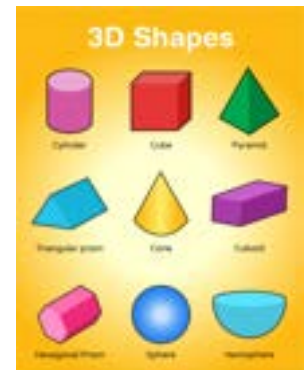 3D Shapes
Cylinder
Cube
Pyramid
Triangular prism
Cone
Cuboid
Hexagonal Prism
Sphere
Hemisphere